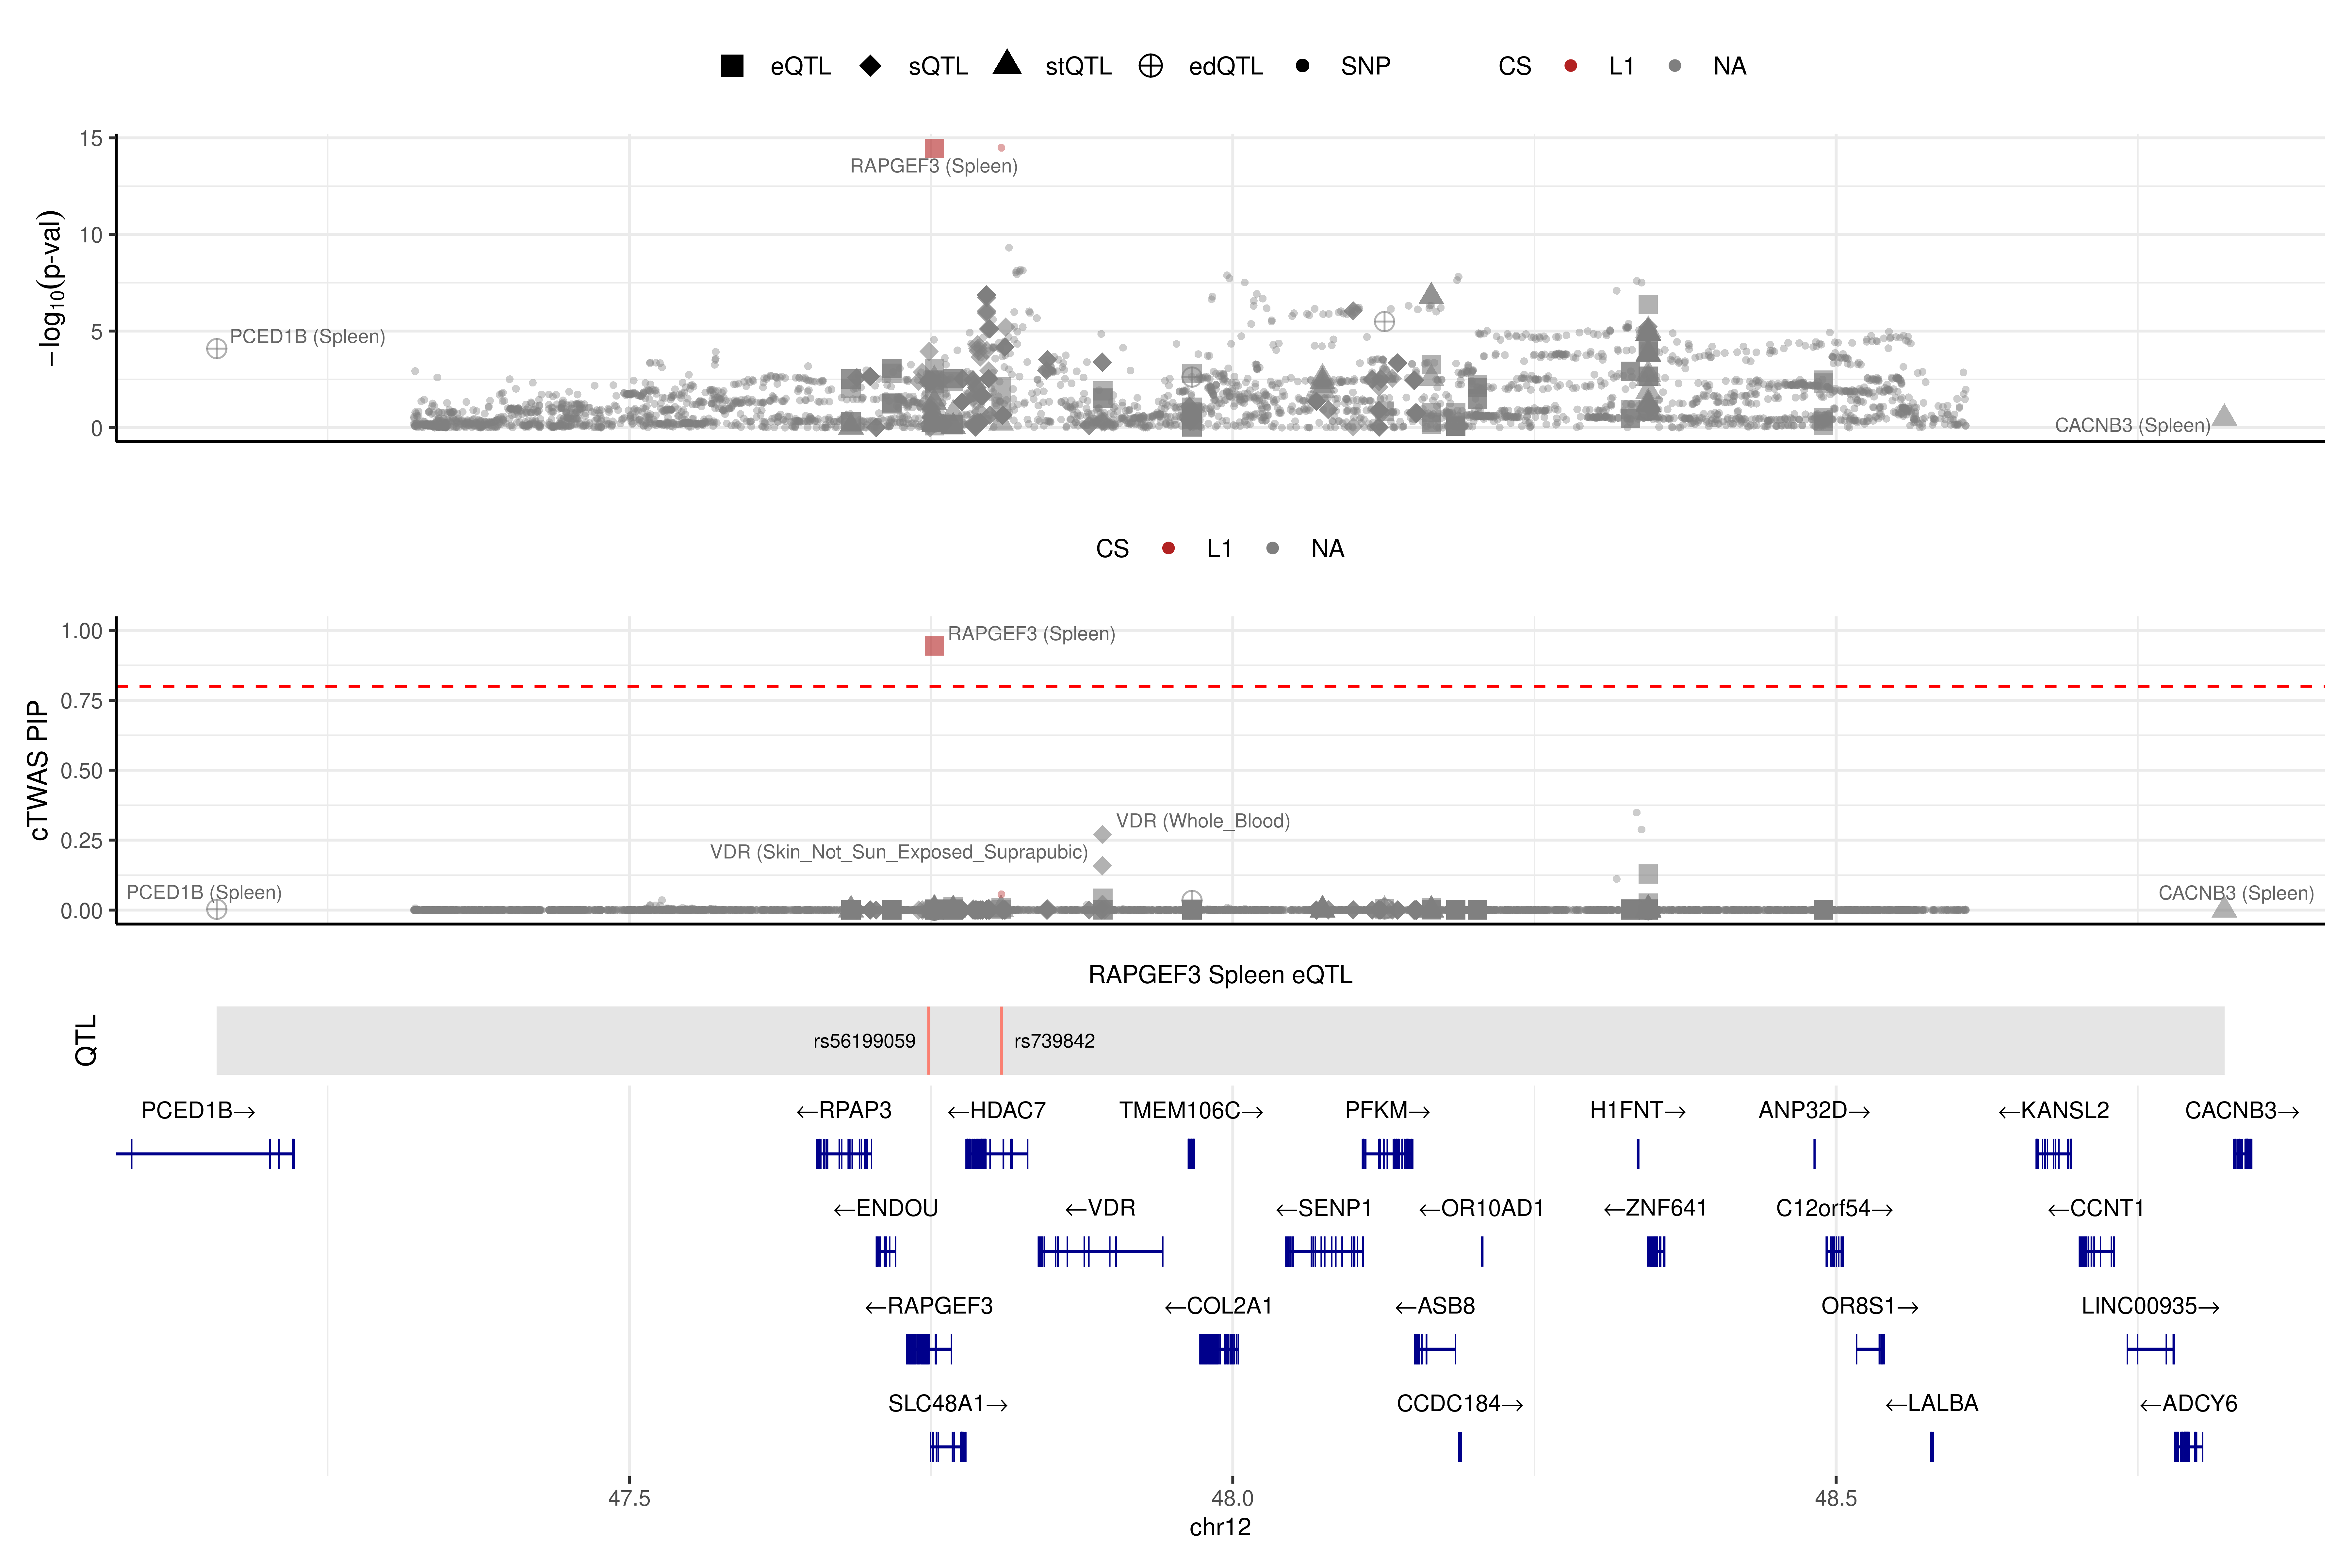 eQTL sQTL stQTL edQTL SNP CS L1 NA
−log10(p-val)
15
10
5
0
RAPGEF3 (Spleen)
PCED1B (Spleen)
CACNB3 (Spleen)
CS L1 NA
cTWAS PIP
1.00
0.75
0.50
0.25
0.00
RAPGEF3 (Spleen)
VDR (Whole_Blood)
VDR (Skin_Not_Sun_Exposed_Suprapubic)
PCED1B (Spleen)
CACNB3 (Spleen)
RAPGEF3 Spleen eQTL
QTL
rs56199059 rs739842
PCED1B→ ←RPAP3 ←HDAC7 TMEM106C→ PFKM→ H1FNT→ ANP32D→ ←KANSL2 CACNB3→
←ENDOU ←VDR ←SENP1 ←OR10AD1 ←ZNF641 C12orf54→ ←CCNT1
←RAPGEF3 ←COL2A1 ←ASB8 OR8S1→ LINC00935→
SLC48A1→ CCDC184→ ←LALBA ←ADCY6
47.5 48.0 48.5
chr12